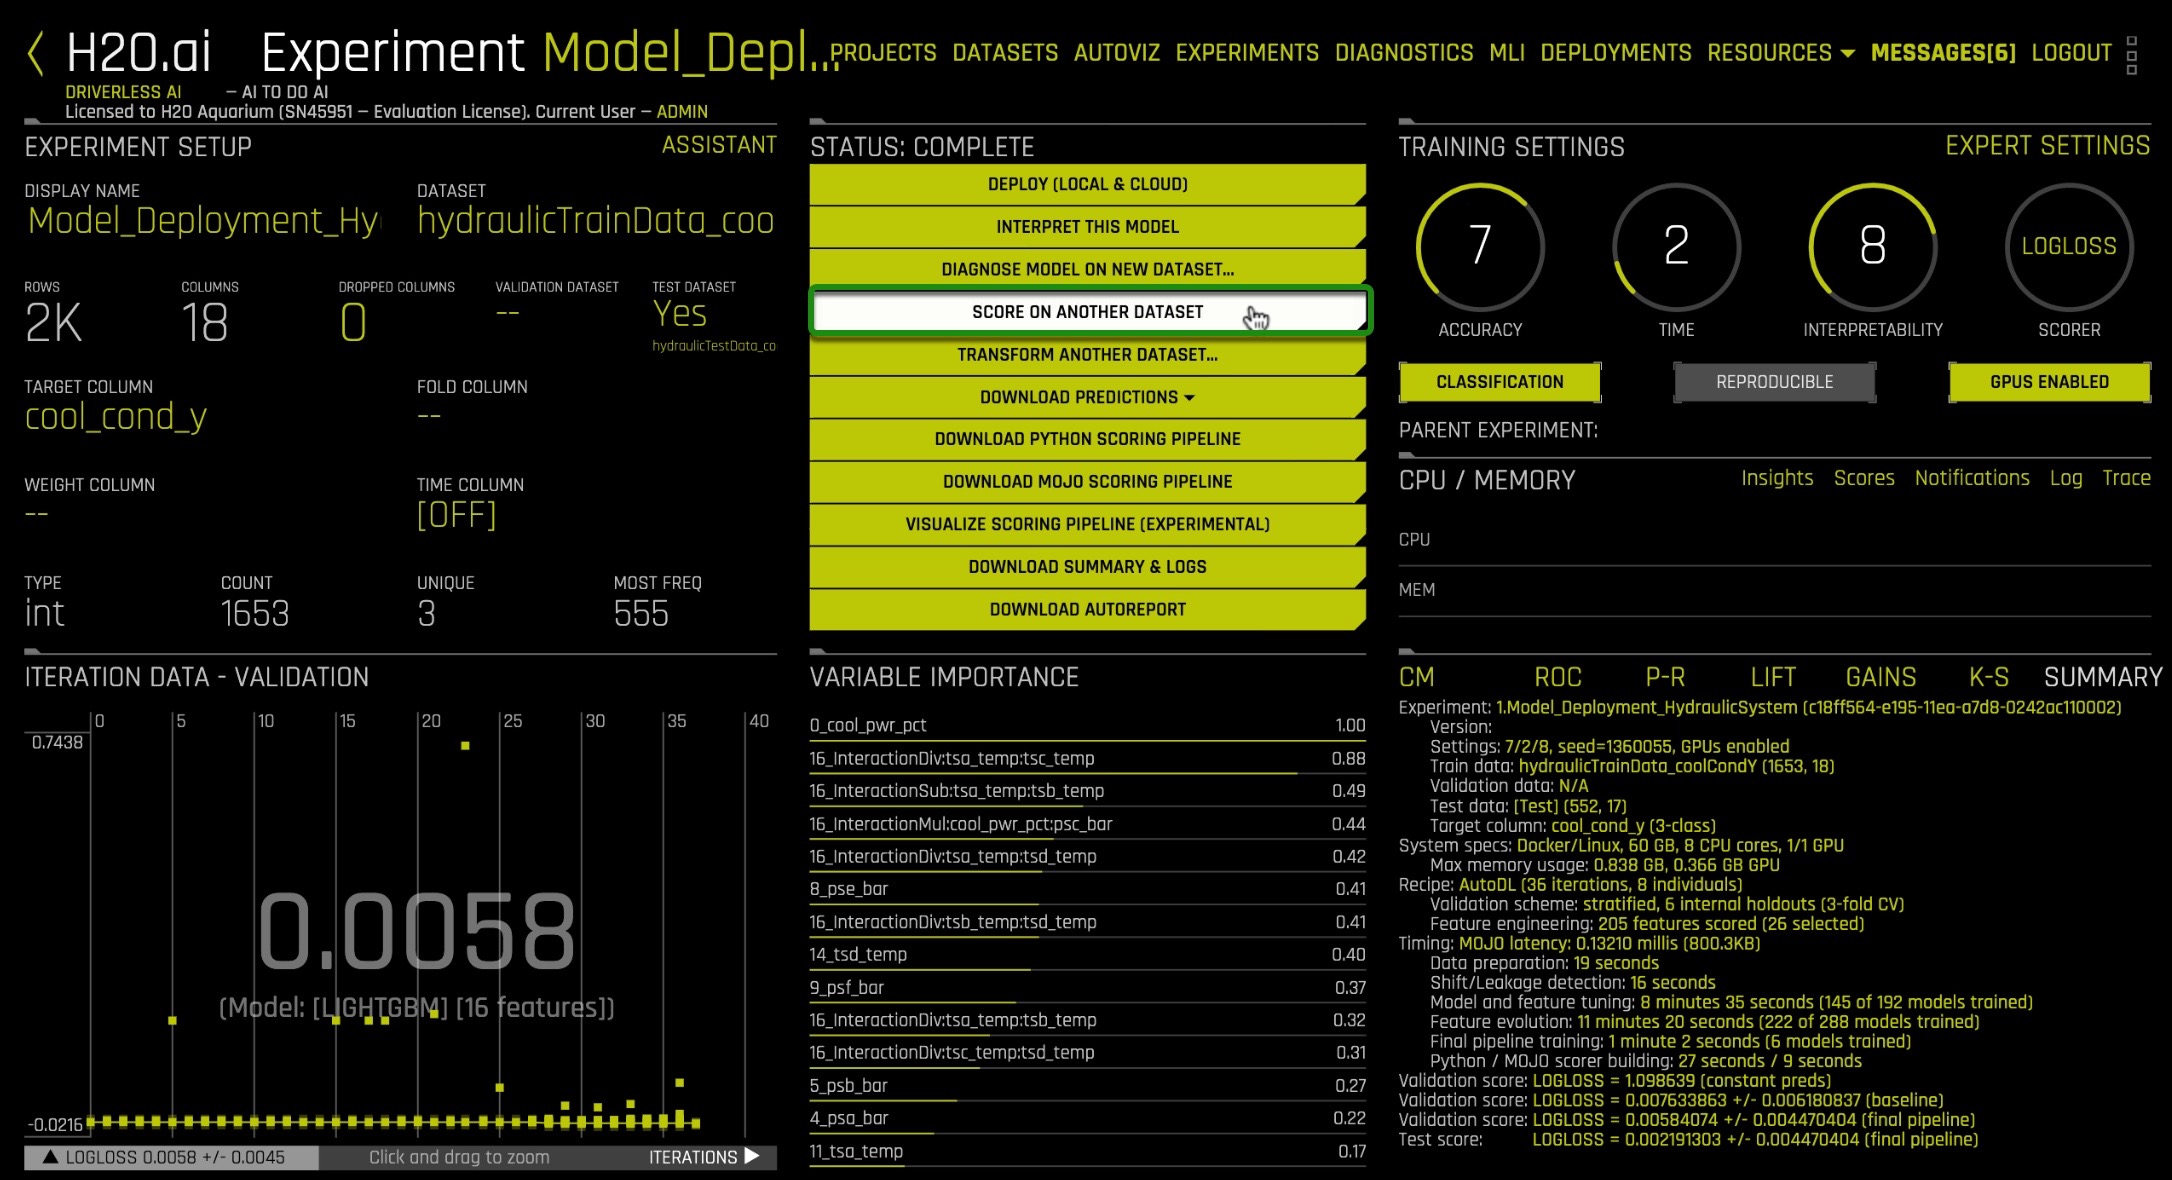 H2O.ai Experiment Model_Depl...
PROJECTS DATASETS AUTOVIZ EXPERIMENTS DIAGNOSTICS MLI DEPLOYMENTS RESOURCES MESSAGES[6] LOGOUT
DRIVERLESS AI — AI TO DO AI
Licensed to H2O Aquarium (SN45951 — Evaluation License). Current User — ADMIN
EXPERIMENT SETUP ASSISTANT
DISPLAY NAME DATASET
Model_Deployment_Hy hydraulicTrainData_coo
ROWS COLUMNS DROPPED COLUMNS VALIDATION DATASET TEST DATASET
2K 18 0 -- Yes
hydraulicTestData_co
TARGET COLUMN FOLD COLUMN
cool_cond_y --
WEIGHT COLUMN TIME COLUMN
-- [OFF]
TYPE COUNT UNIQUE MOST FREQ
int 1653 3 555
STATUS: COMPLETE
DEPLOY (LOCAL & CLOUD)
INTERPRET THIS MODEL
DIAGNOSE MODEL ON NEW DATASET...
SCORE ON ANOTHER DATASET
TRANSFORM ANOTHER DATASET...
DOWNLOAD PREDICTIONS
DOWNLOAD PYTHON SCORING PIPELINE
DOWNLOAD MOJO SCORING PIPELINE
VISUALIZE SCORING PIPELINE (EXPERIMENTAL)
DOWNLOAD SUMMARY & LOGS
DOWNLOAD AUTOREPORT
TRAINING SETTINGS EXPERT SETTINGS
7 2 8 LOGLOSS
ACCURACY TIME INTERPRETABILITY SCORER
CLASSIFICATION REPRODUCIBLE GPUS ENABLED
PARENT EXPERIMENT:
CPU / MEMORY Insights Scores Notifications Log Trace
CPU
MEM
ITERATION DATA - VALIDATION
0 5 10 15 20 25 30 35 40
0.7438
0.0058
(Model: [LIGHTGBM] [16 features])
-0.0216
LOGLOSS 0.0058 +/- 0.0045 Click and drag to zoom ITERATIONS
VARIABLE IMPORTANCE
0_cool_pwr_pct 1.00
16_InteractionDiv:tsa_temp:tsc_temp 0.88
16_InteractionSub:tsa_temp:tsb_temp 0.49
16_InteractionMul:cool_pwr_pct:psc_bar 0.44
16_InteractionDiv:tsa_temp:tsd_temp 0.42
8_pse_bar 0.41
16_InteractionDiv:tsb_temp:tsd_temp 0.41
14_tsd_temp 0.40
9_psf_bar 0.37
16_InteractionDiv:tsa_temp:tsb_temp 0.32
16_InteractionDiv:tsc_temp:tsd_temp 0.31
5_psb_bar 0.27
4_psa_bar 0.22
11_tsa_temp 0.17
CM ROC P-R LIFT GAINS K-S SUMMARY
Experiment: 1.Model_Deployment_HydraulicSystem (c18ff564-e195-11ea-a7d8-0242ac110002)
Version:
Settings: 7/2/8, seed=1360055, GPUs enabled
Train data: hydraulicTrainData_coolCondY (1653, 18)
Validation data: N/A
Test data: [Test] (552, 17)
Target column: cool_cond_y (3-class)
System specs: Docker/Linux, 60 GB, 8 CPU cores, 1/1 GPU
Max memory usage: 0.838 GB, 0.366 GB GPU
Recipe: AutoDL (36 iterations, 8 individuals)
Validation scheme: stratified, 6 internal holdouts (3-fold CV)
Feature engineering: 205 features scored (26 selected)
Timing: MOJO latency: 0.13210 millis (800.3KB)
Data preparation: 19 seconds
Shift/Leakage detection: 16 seconds
Model and feature tuning: 8 minutes 35 seconds (145 of 192 models trained)
Feature evolution: 11 minutes 20 seconds (222 of 288 models trained)
Final pipeline training: 1 minute 2 seconds (6 models trained)
Python / MOJO scorer building: 27 seconds / 9 seconds
Validation score: LOGLOSS = 1.098639 (constant preds)
Validation score: LOGLOSS = 0.007633863 +/- 0.006180837 (baseline)
Validation score: LOGLOSS = 0.00584074 +/- 0.004470404 (final pipeline)
Test score: LOGLOSS = 0.002191303 +/- 0.004470404 (final pipeline)